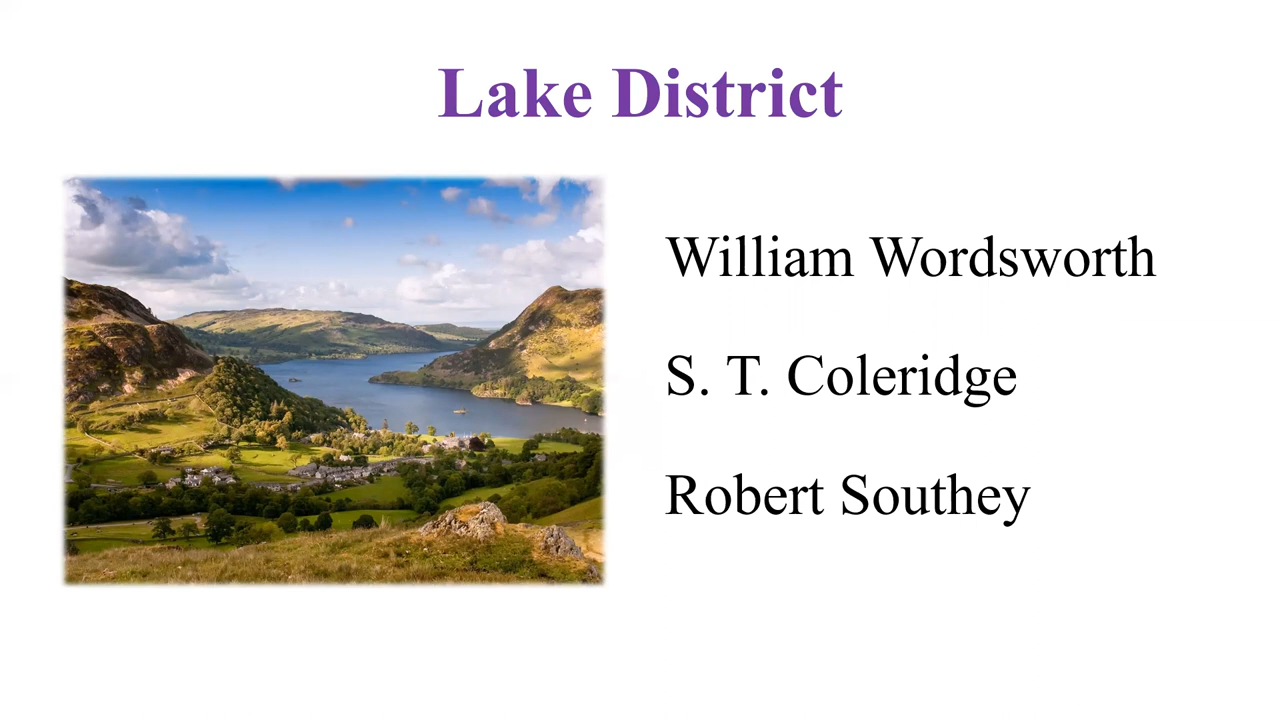 Lake District
William Wordsworth
S. T. Coleridge
Robert Southey